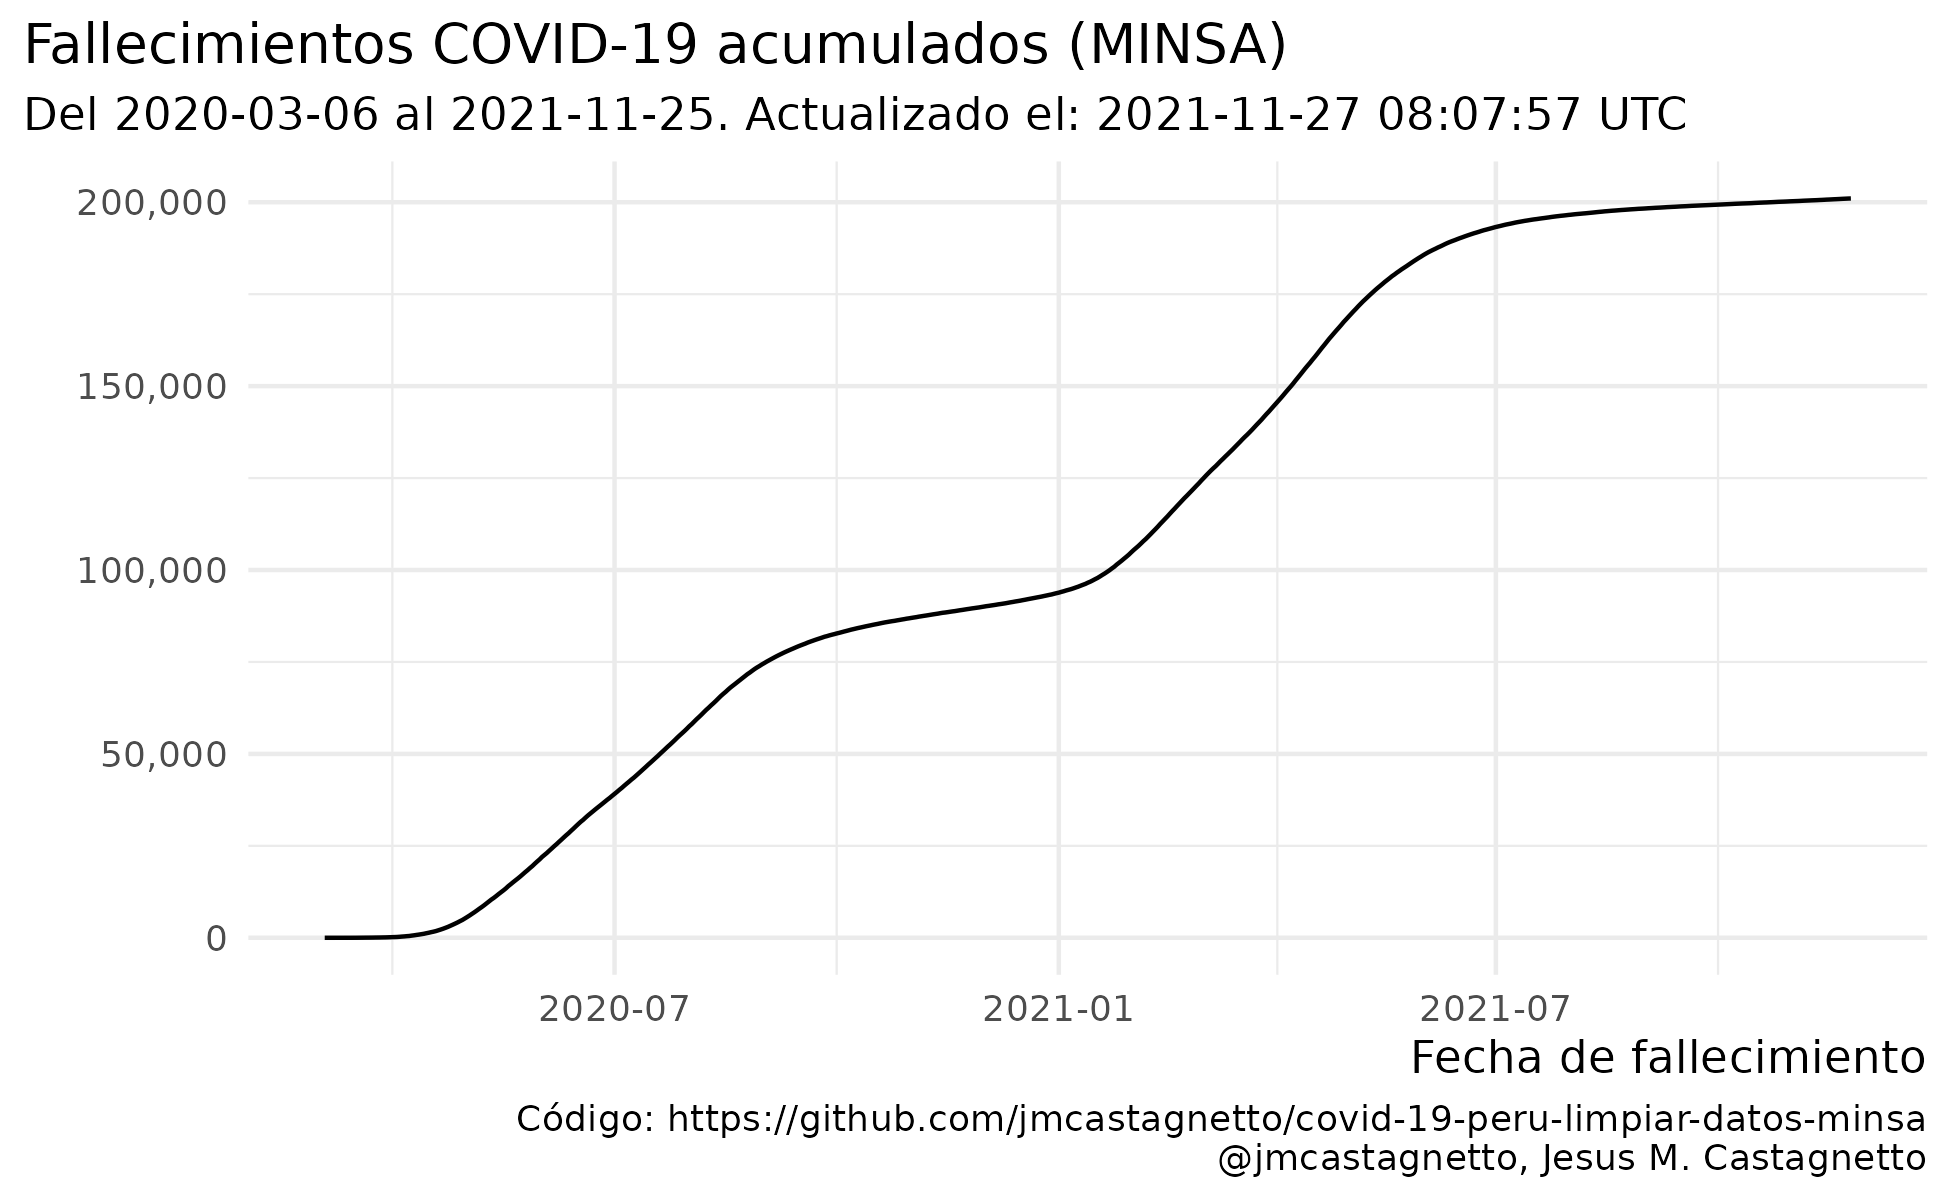 Fallecimientos COVID-19 acumulados (MINSA)
Del 2020-03-06 al 2021-11-25. Actualizado el: 2021-11-27 08:07:57 UTC
200,000
150,000
100,000
50,000
0
2020-07 2021-01 2021-07
Fecha de fallecimiento
Código: https://github.com/jmcastagnetto/covid-19-peru-limpiar-datos-minsa
@jmcastagnetto, Jesus M. Castagnetto